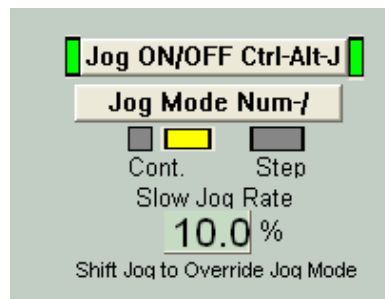 Jog ON/OFF Ctrl-Alt-J
Jog Mode Num-/
Cont. Step
Slow Jog Rate
10.0 %
Shift Jog to Override Jog Mode